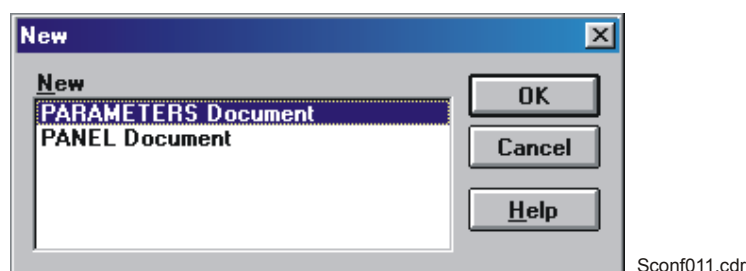 New
New
PARAMETERS Document
PANEL Document
OK
Cancel
Help
Sconf011.cdr